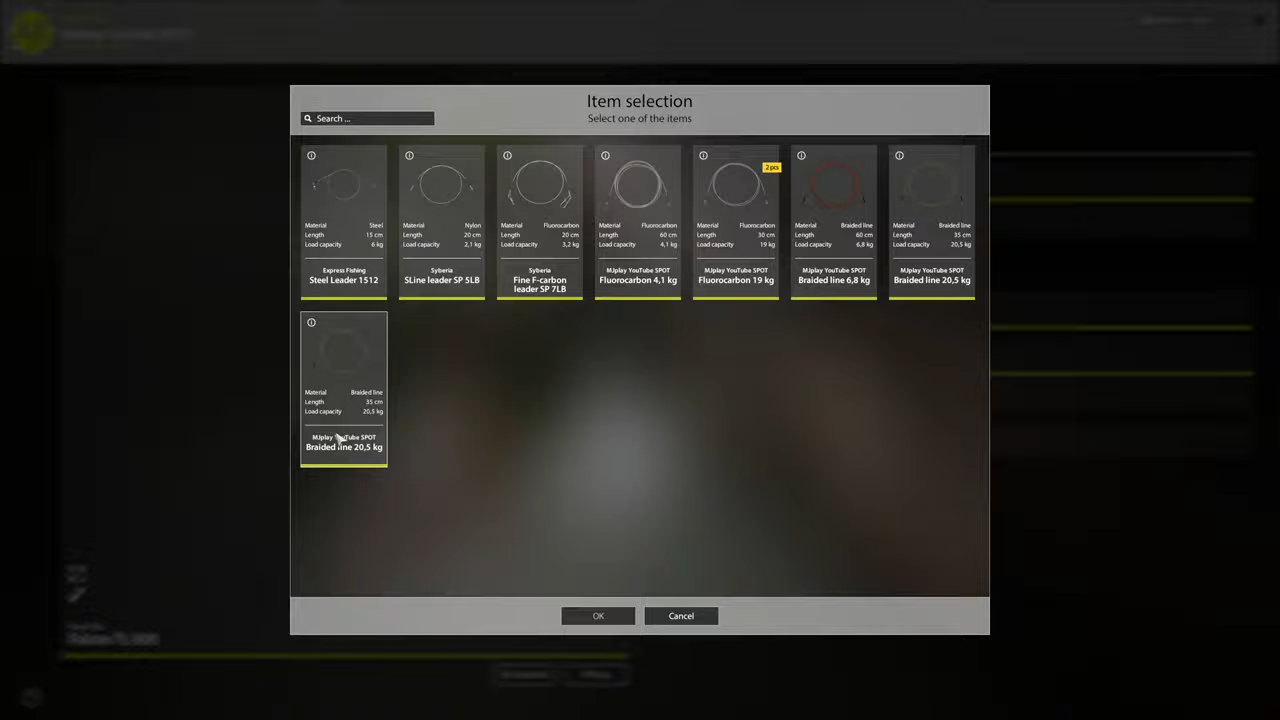 Item selection
Search ...
Select one of the items
Material Steel
Length 15 cm
Load capacity 6 kg
Express Fishing
Steel Leader 1512
Material Nylon
Length 20 cm
Load capacity 2,1 kg
Syberia
SLine leader SP 5LB
Material Fluorocarbon
Length 20 cm
Load capacity 3,2 kg
Syberia
Fine F-carbon
leader SP 7LB
Material Fluorocarbon
Length 60 cm
Load capacity 4,1 kg
MJplay YouTube SPOT
Fluorocarbon 4,1 kg
2 pcs
Material Fluorocarbon
Length 30 cm
Load capacity 19 kg
MJplay YouTube SPOT
Fluorocarbon 19 kg
Material Braided line
Length 60 cm
Load capacity 6,8 kg
MJplay YouTube SPOT
Braided line 6,8 kg
Material Braided line
Length 35 cm
Load capacity 20,5 kg
MJplay YouTube SPOT
Braided line 20,5 kg
Material Braided line
Length 35 cm
Load capacity 20,5 kg
MJplay YouTube SPOT
Braided line 20,5 kg
OK Cancel